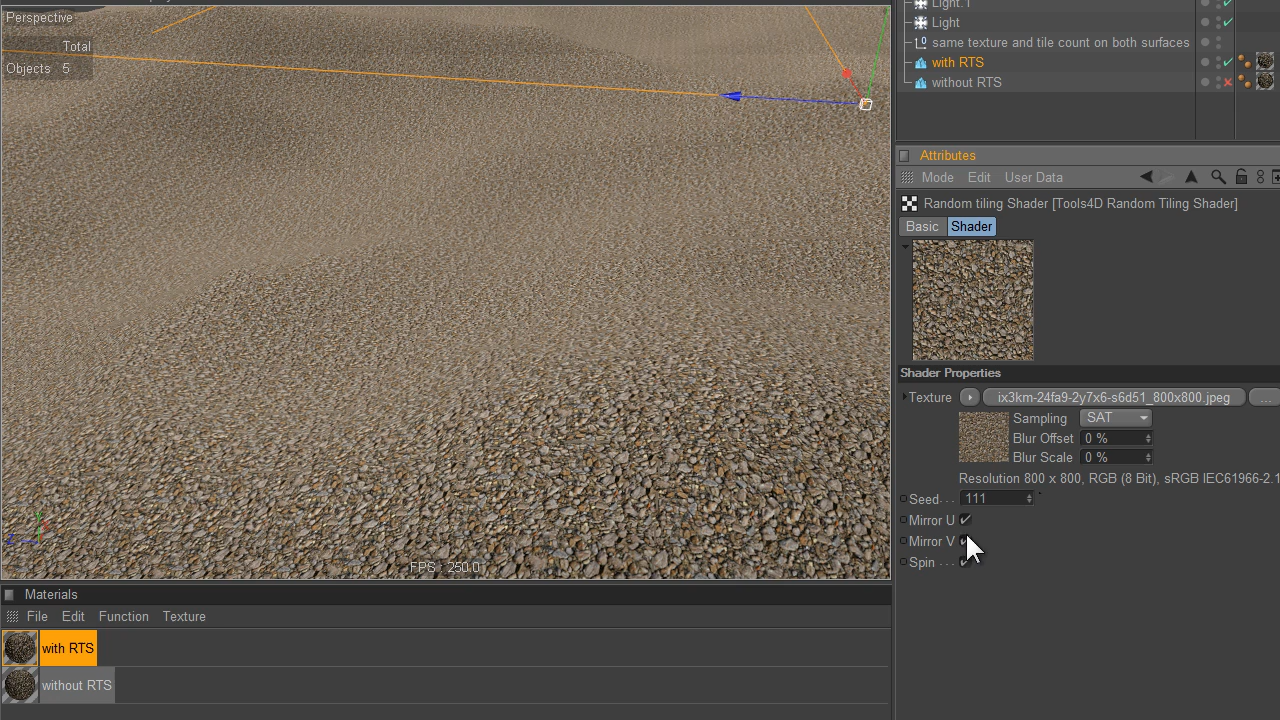 Perspective
Total
Objects 5
FPS : 250.0
Light.1
Light
same texture and tile count on both surfaces
with RTS
without RTS
Attributes
Mode Edit User Data
Random tiling Shader [Tools4D Random Tiling Shader]
Basic Shader
Shader Properties
Texture ix3km-24fa9-2y7x6-s6d51_800x800.jpeg ...
Sampling SAT
Blur Offset 0 %
Blur Scale 0 %
Resolution 800 x 800, RGB (8 Bit), sRGB IEC61966-2.1
Seed. . . 111
Mirror U
Mirror V
Spin . . .
Materials
File Edit Function Texture
with RTS
without RTS